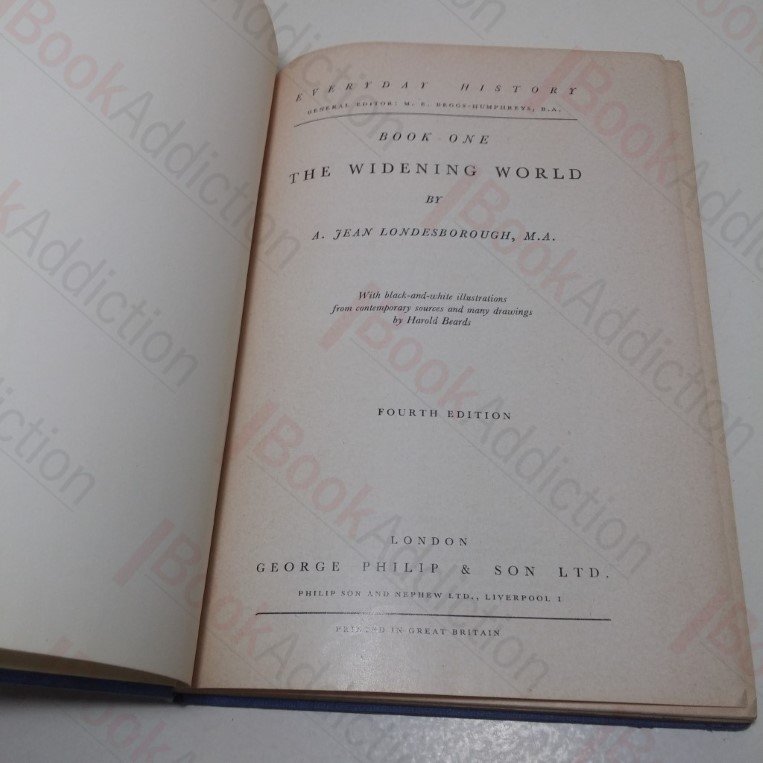 EVERYDAY HISTORY
GENERAL EDITOR: M. E. BEGGS-HUMPHREYS, B.A.
BOOK ONE
THE WIDENING WORLD
BY
A. JEAN LONDESBOROUGH, M.A.
With black-and-white illustrations
from contemporary sources and many drawings
by Harold Beards
FOURTH EDITION
LONDON
GEORGE PHILIP & SON LTD.
PHILIP SON AND NEPHEW LTD., LIVERPOOL 1
PRINTED IN GREAT BRITAIN
BookAddiction